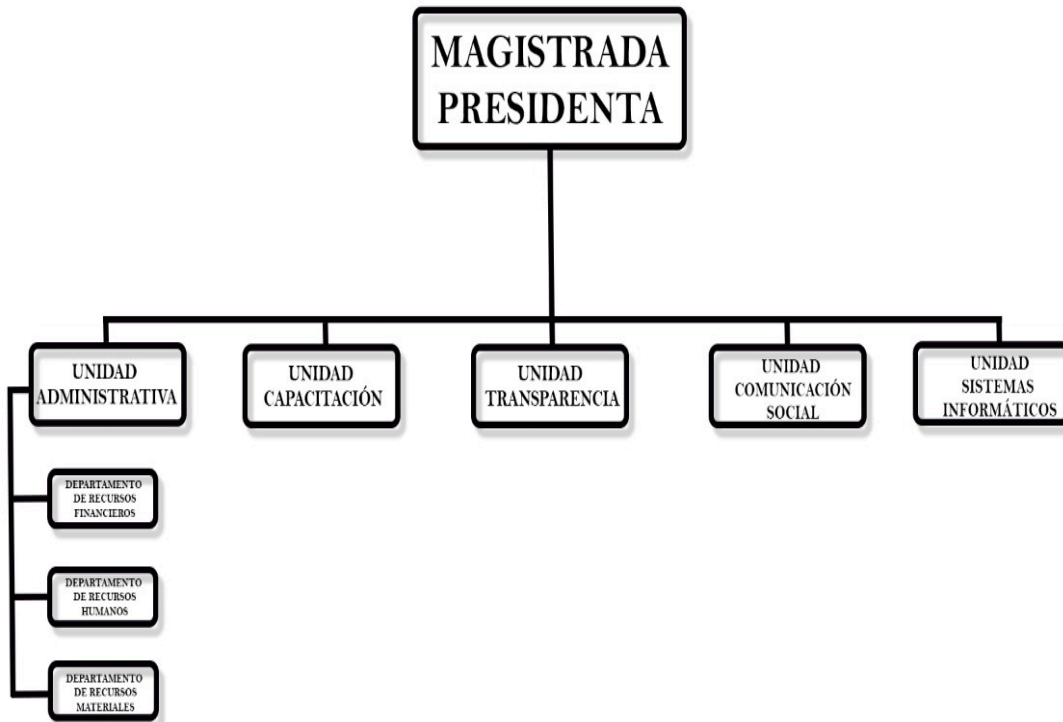 MAGISTRADA
PRESIDENTA
UNIDAD
ADMINISTRATIVA
UNIDAD
CAPACITACIÓN
UNIDAD
TRANSPARENCIA
UNIDAD
COMUNICACIÓN
SOCIAL
UNIDAD
SISTEMAS
INFORMÁTICOS
DEPARTAMENTO
DE RECURSOS
FINANCIEROS
DEPARTAMENTO
DE RECURSOS
HUMANOS
DEPARTAMENTO
DE RECURSOS
MATERIALES